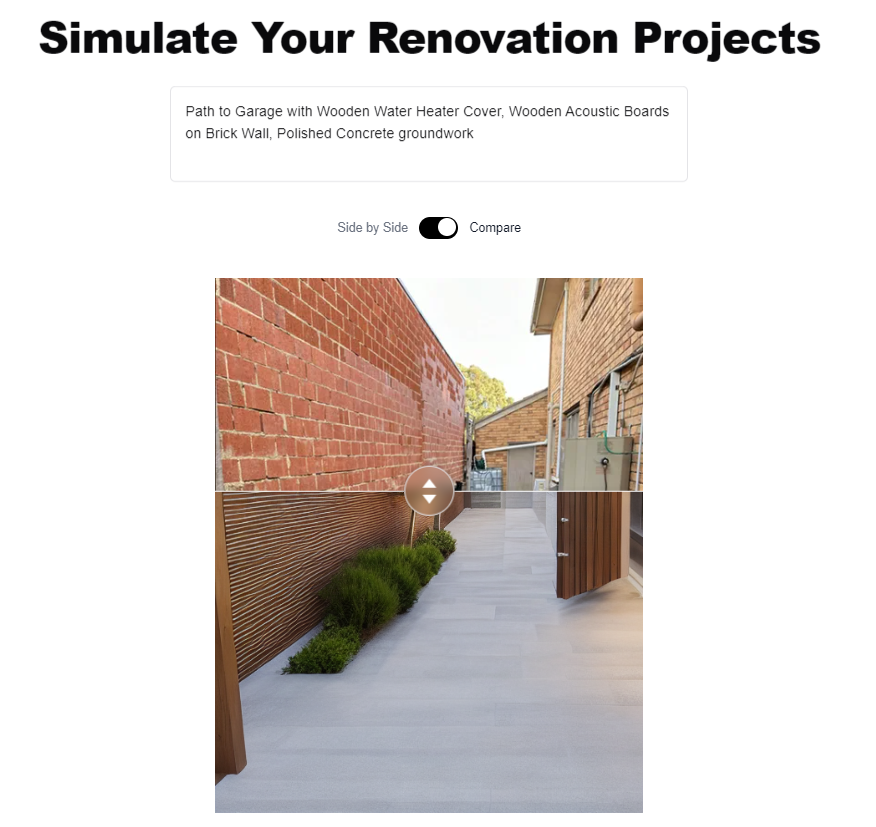 Simulate Your Renovation Projects
Path to Garage with Wooden Water Heater Cover, Wooden Acoustic Boards
on Brick Wall, Polished Concrete groundwork
Side by Side Compare